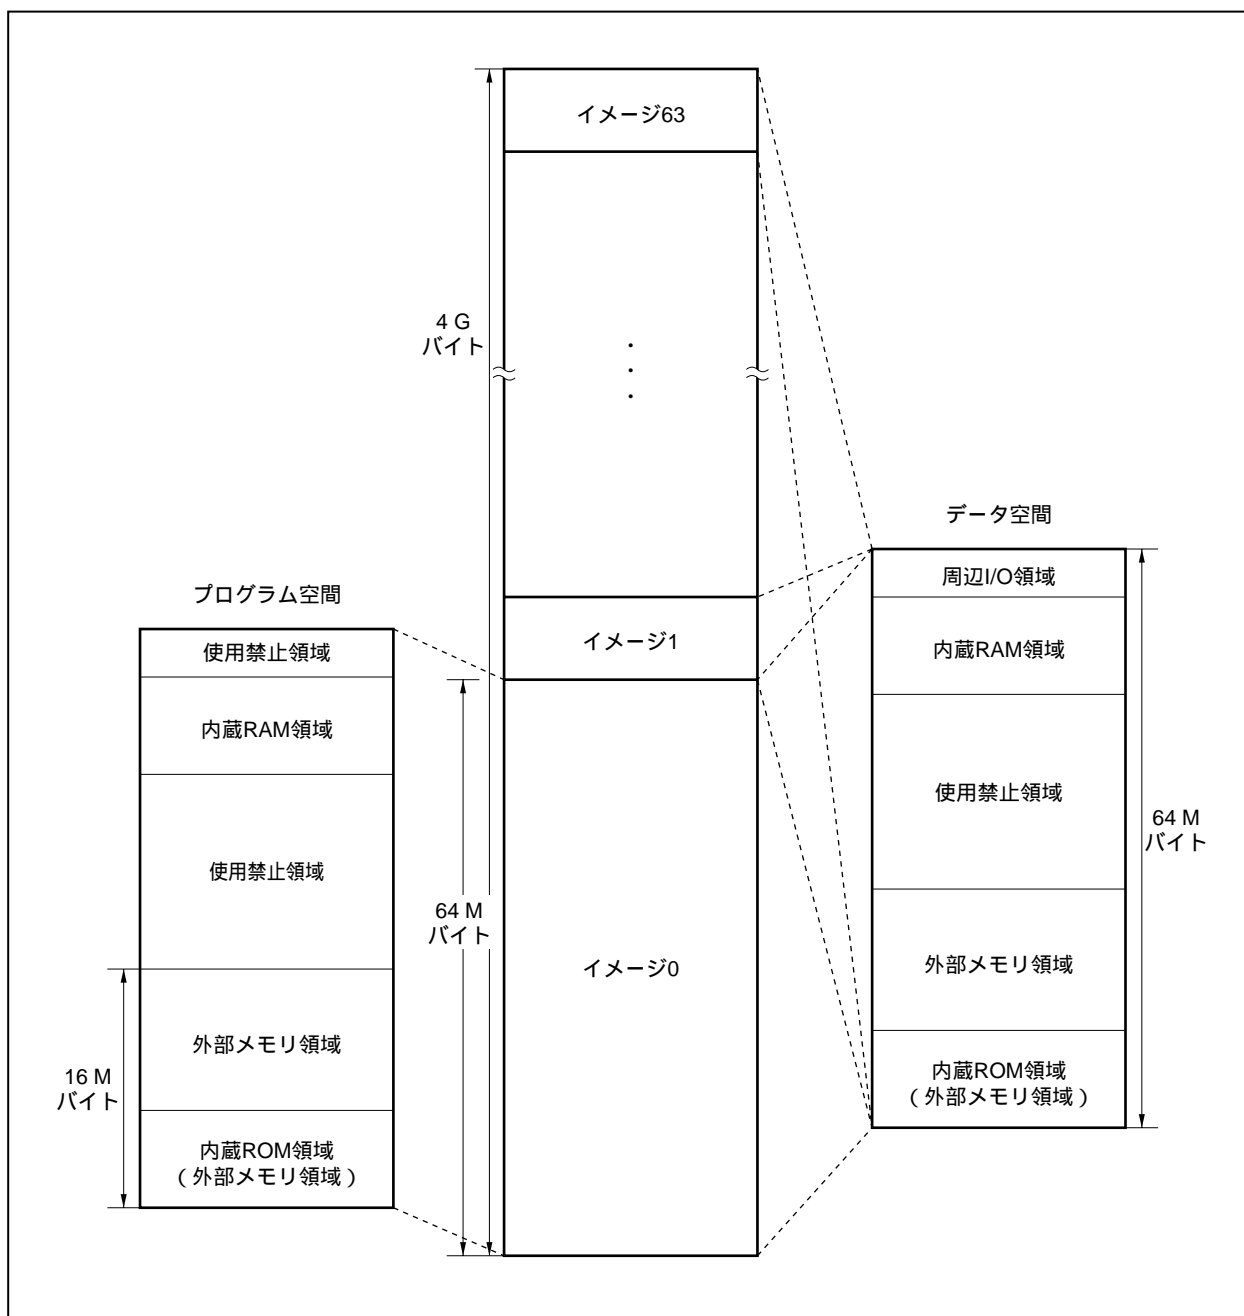 イメージ63
4 G
バイト
・
・
・
データ空間
周辺I/O領域
プログラム空間
使用禁止領域
イメージ1
内蔵RAM領域
内蔵RAM領域
使用禁止領域
64 M
バイト
使用禁止領域
64 M
バイト
イメージ0
外部メモリ領域
外部メモリ領域
16 M
バイト
内蔵ROM領域
(外部メモリ領域)
内蔵ROM領域
(外部メモリ領域)